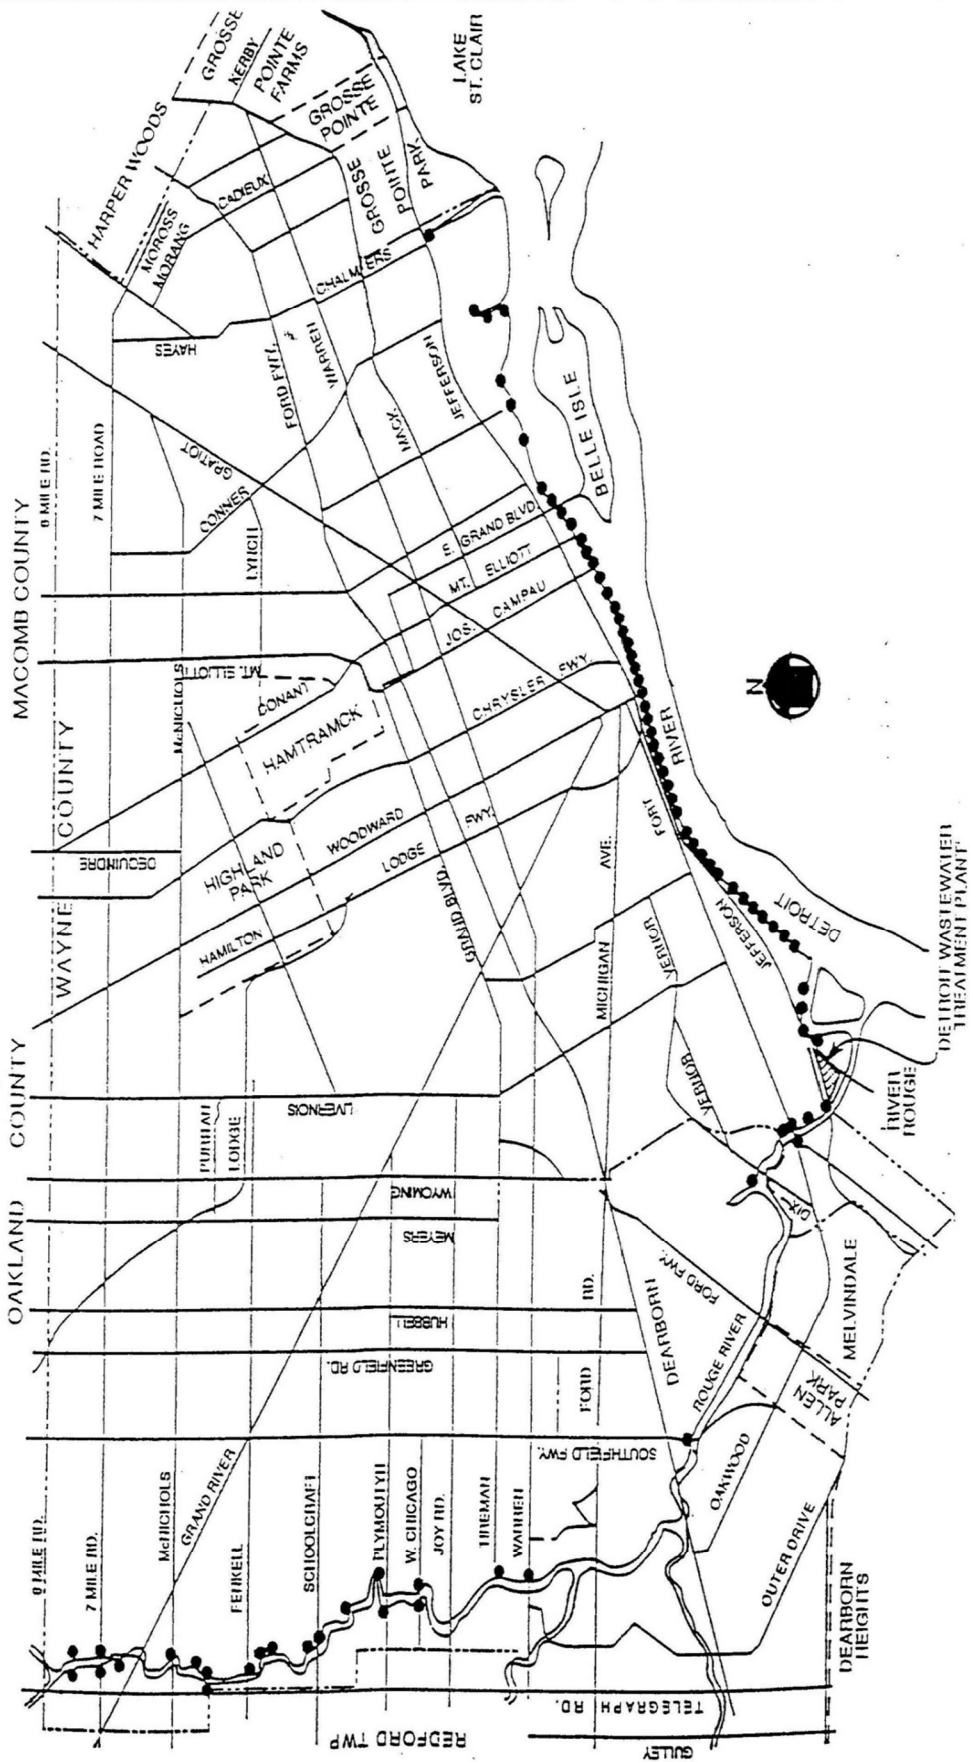 MACOMB COUNTY
OAKLAND COUNTY
WAYNE COUNTY
8 MILE RD.
7 MILE ROAD
HARPER WOODS
GROSSE
POINTE
FARMS
KERBY
GROSSE
POINTE
GROSSE
POINTE
PARK
LAKE
ST. CLAIR
MOROSS
MORANG
CADIEUX
CHALMERS
HAYES
FORD FWY.
WARREN
MACK
JEFFERSON
GRATIOT
CONNER
LYNCH
E. GRAND BLVD.
MT. ELLIOTT
JOS. CAMPAU
CHRYSLER FWY.
BELLE ISLE
MT. ELLIOTT
CONANT
McNICHOLS
HAMTRAMCK
HIGHLAND
PARK
DEQUINDRE
WOODWARD
LODGE FWY.
HAMILTON
GRAND BLVD.
MICHIGAN AVE.
FORT
DETROIT RIVER
JEFFERSON
VERNOR
VERNOR
N
DETROIT WASTEWATER
TREATMENT PLANT
RIVER
ROUGE
LIVERNOIS
PURITAN
LODGE
WYOMING
MEYERS
HUBBELL
GREENFIELD RD.
FORD RD.
DEARBORN
FORD FWY.
DIX
ROUGE RIVER
MELVINDALE
ALLEN
PARK
SOUTHFIELD FWY.
OAKWOOD
OUTER DRIVE
8 MILE RD.
7 MILE RD.
McNICHOLS
GRAND RIVER
FENKELL
SCHOOLCRAFT
PLYMOUTH
W. CHICAGO
JOY RD.
TIREMAN
WARREN
DEARBORN
HEIGHTS
TELEGRAPH RD.
REDFORD TWP
GULLEY